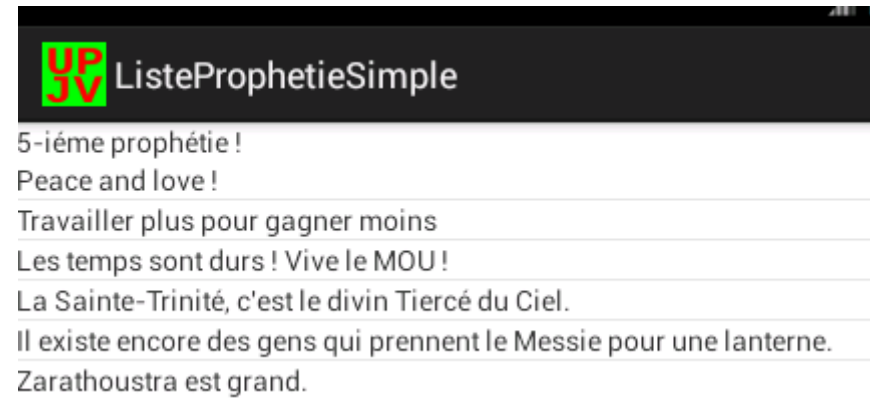 UP
JV
ListeProphetieSimple
5-iéme prophétie !
Peace and love !
Travailler plus pour gagner moins
Les temps sont durs ! Vive le MOU !
La Sainte-Trinité, c'est le divin Tiercé du Ciel.
Il existe encore des gens qui prennent le Messie pour une lanterne.
Zarathoustra est grand.